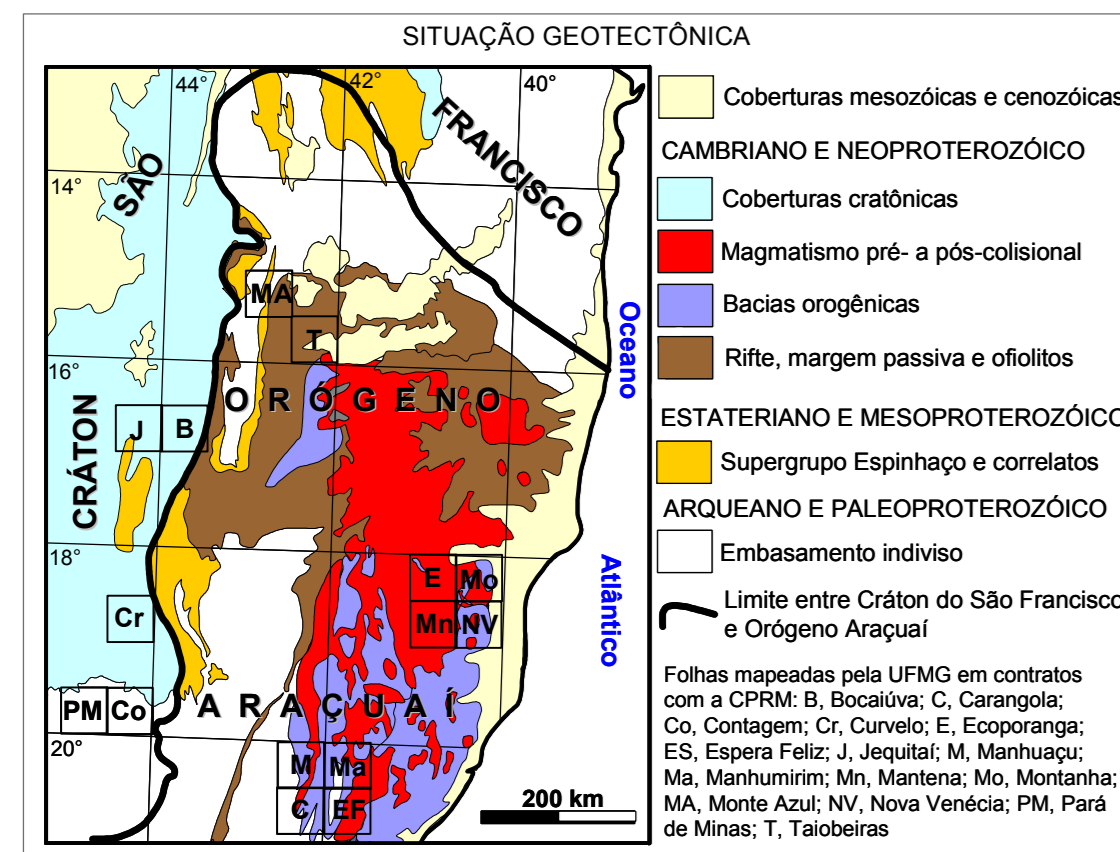 SITUAÇÃO GEOTECTÔNICA
44°
42°
40°
SÃO
FRANCISCO
14°
MA
T
Oceano
16°
ORÓGENO
CRÁTON
J
B
18°
E
Mo
Atlântico
Cr
Mn
NV
PM
Co
ARAÇUAÍ
20°
M
Ma
C
EF
200 km
Coberturas mesozóicas e cenozóicas
CAMBRIANO E NEOPROTEROZÓICO
Coberturas cratônicas
Magmatismo pré- a pós-colisional
Bacias orogênicas
Rifte, margem passiva e ofiolitos
ESTATERIANO E MESOPROTEROZÓICO
Supergrupo Espinhaço e correlatos
ARQUEANO E PALEOPROTEROZÓICO
Embasamento indiviso
Limite entre Cráton do São Francisco
e Orógeno Araçuaí
Folhas mapeadas pela UFMG em contratos
com a CPRM: B, Bocaiúva; C, Carangola;
Co, Contagem; Cr, Curvelo; E, Ecoporanga;
ES, Espera Feliz; J, Jequitaí; M, Manhuaçu;
Ma, Manhumirim; Mn, Mantena; Mo, Montanha;
MA, Monte Azul; NV, Nova Venécia; PM, Pará
de Minas; T, Taiobeiras